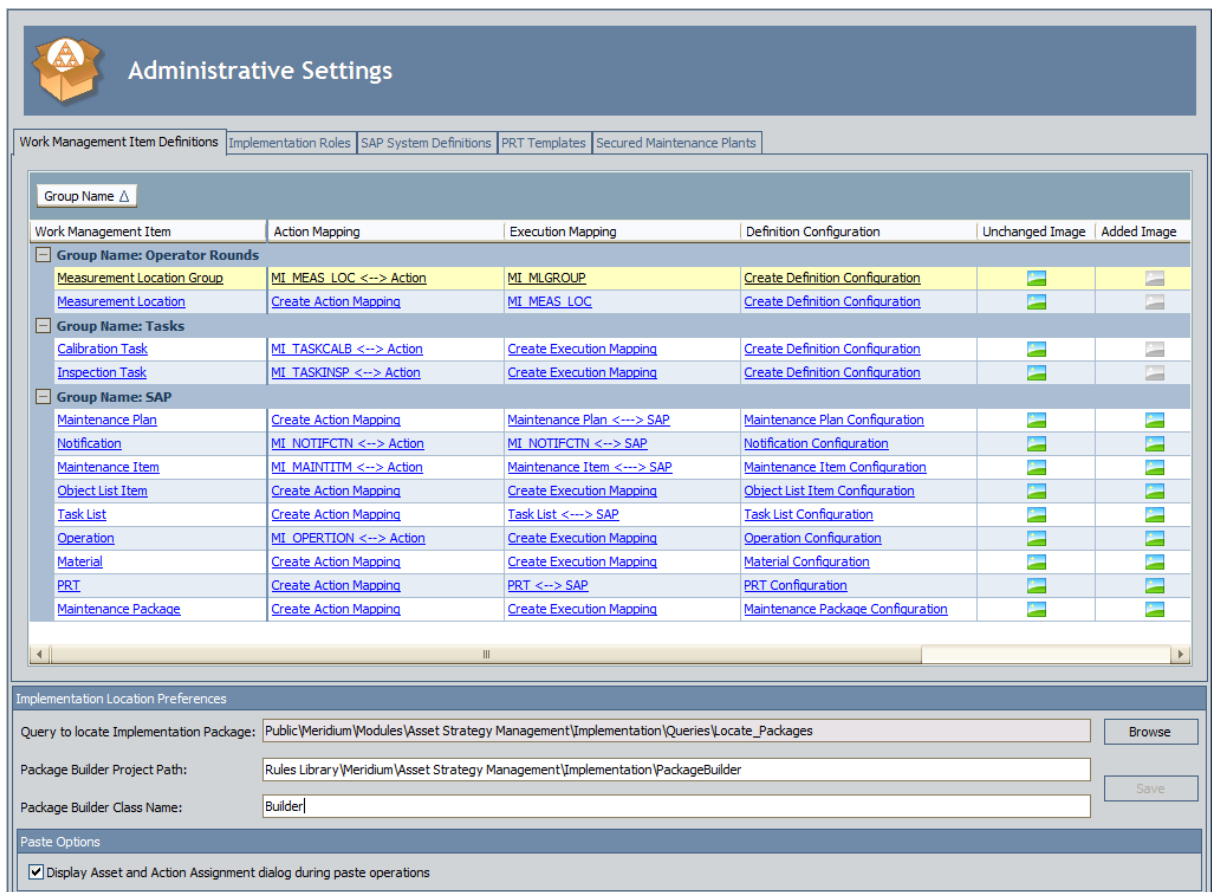 Administrative Settings
Work Management Item Definitions Implementation Roles SAP System Definitions PRT Templates Secured Maintenance Plants
Group Name △
Work Management Item Action Mapping Execution Mapping Definition Configuration Unchanged Image Added Image
Group Name: Operator Rounds
Measurement Location Group MI_MEAS_LOC <--> Action MI_MLGROUP Create Definition Configuration
Measurement Location Create Action Mapping MI_MEAS_LOC Create Definition Configuration
Group Name: Tasks
Calibration Task MI_TASKCALB <--> Action Create Execution Mapping Create Definition Configuration
Inspection Task MI_TASKINSP <--> Action Create Execution Mapping Create Definition Configuration
Group Name: SAP
Maintenance Plan Create Action Mapping Maintenance Plan <---> SAP Maintenance Plan Configuration
Notification MI_NOTIFCTN <--> Action MI_NOTIFCTN <--> SAP Notification Configuration
Maintenance Item MI_MAINTITM <--> Action Maintenance Item <---> SAP Maintenance Item Configuration
Object List Item Create Action Mapping Create Execution Mapping Object List Item Configuration
Task List Create Action Mapping Task List <---> SAP Task List Configuration
Operation MI_OPERTION <--> Action Create Execution Mapping Operation Configuration
Material Create Action Mapping Create Execution Mapping Material Configuration
PRT Create Action Mapping PRT <--> SAP PRT Configuration
Maintenance Package Create Action Mapping Create Execution Mapping Maintenance Package Configuration
Implementation Location Preferences
Query to locate Implementation Package: Public\Meridium\Modules\Asset Strategy Management\Implementation\Queries\Locate_Packages Browse
Package Builder Project Path: Rules Library\Meridium\Asset Strategy Management\Implementation\PackageBuilder
Save
Package Builder Class Name: Builder
Paste Options
Display Asset and Action Assignment dialog during paste operations